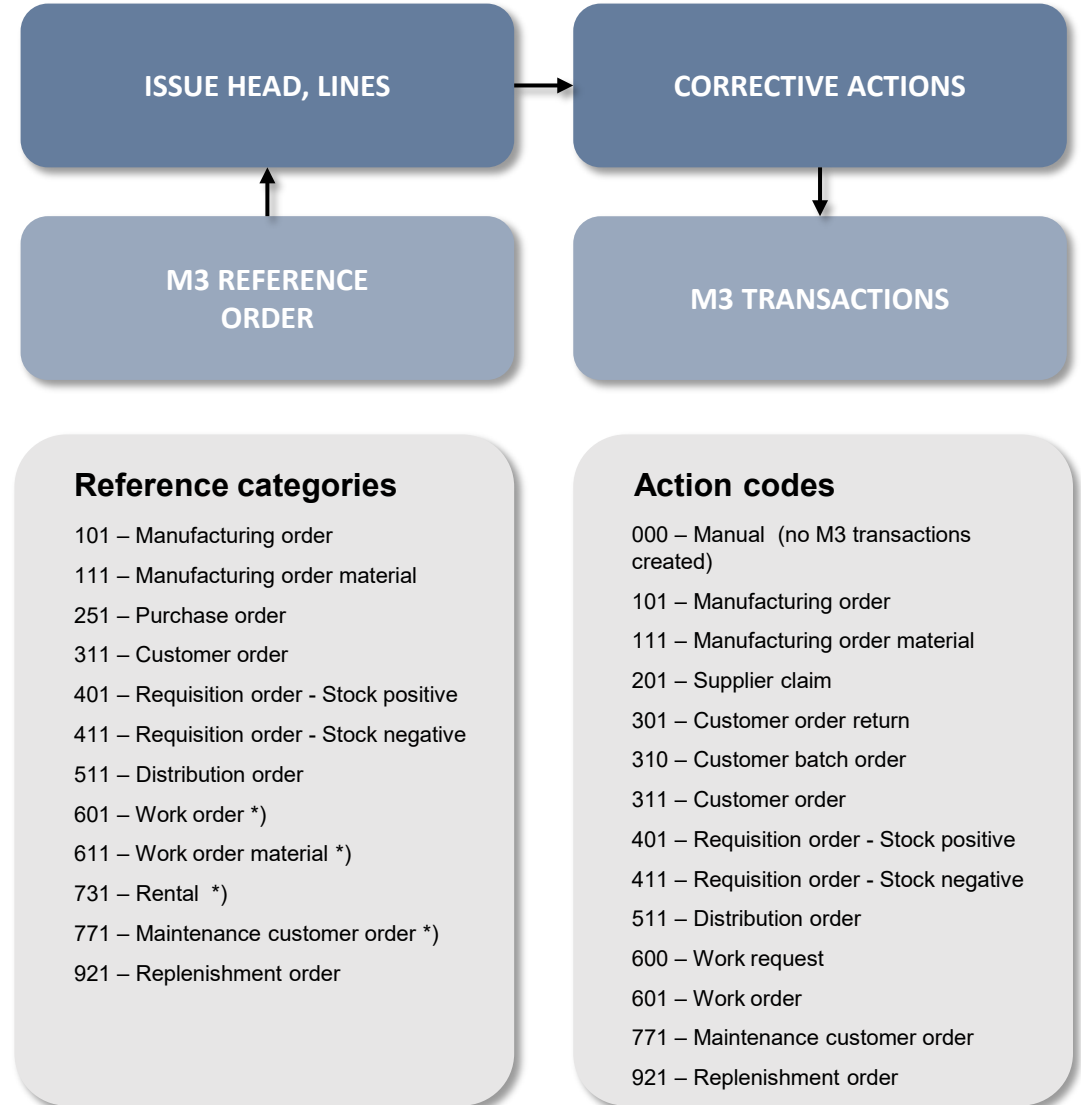 ISSUE HEAD, LINES
CORRECTIVE ACTIONS
M3 REFERENCE
ORDER
M3 TRANSACTIONS
Reference categories
101 – Manufacturing order
111 – Manufacturing order material
251 – Purchase order
311 – Customer order
401 – Requisition order - Stock positive
411 – Requisition order - Stock negative
511 – Distribution order
601 – Work order *)
611 – Work order material *)
731 – Rental  *)
771 – Maintenance customer order *)
921 – Replenishment order
Action codes
000 – Manual  (no M3 transactions
created)
101 – Manufacturing order
111 – Manufacturing order material
201 – Supplier claim
301 – Customer order return
310 – Customer batch order
311 – Customer order
401 – Requisition order - Stock positive
411 – Requisition order - Stock negative
511 – Distribution order
600 – Work request
601 – Work order
771 – Maintenance customer order
921 – Replenishment order